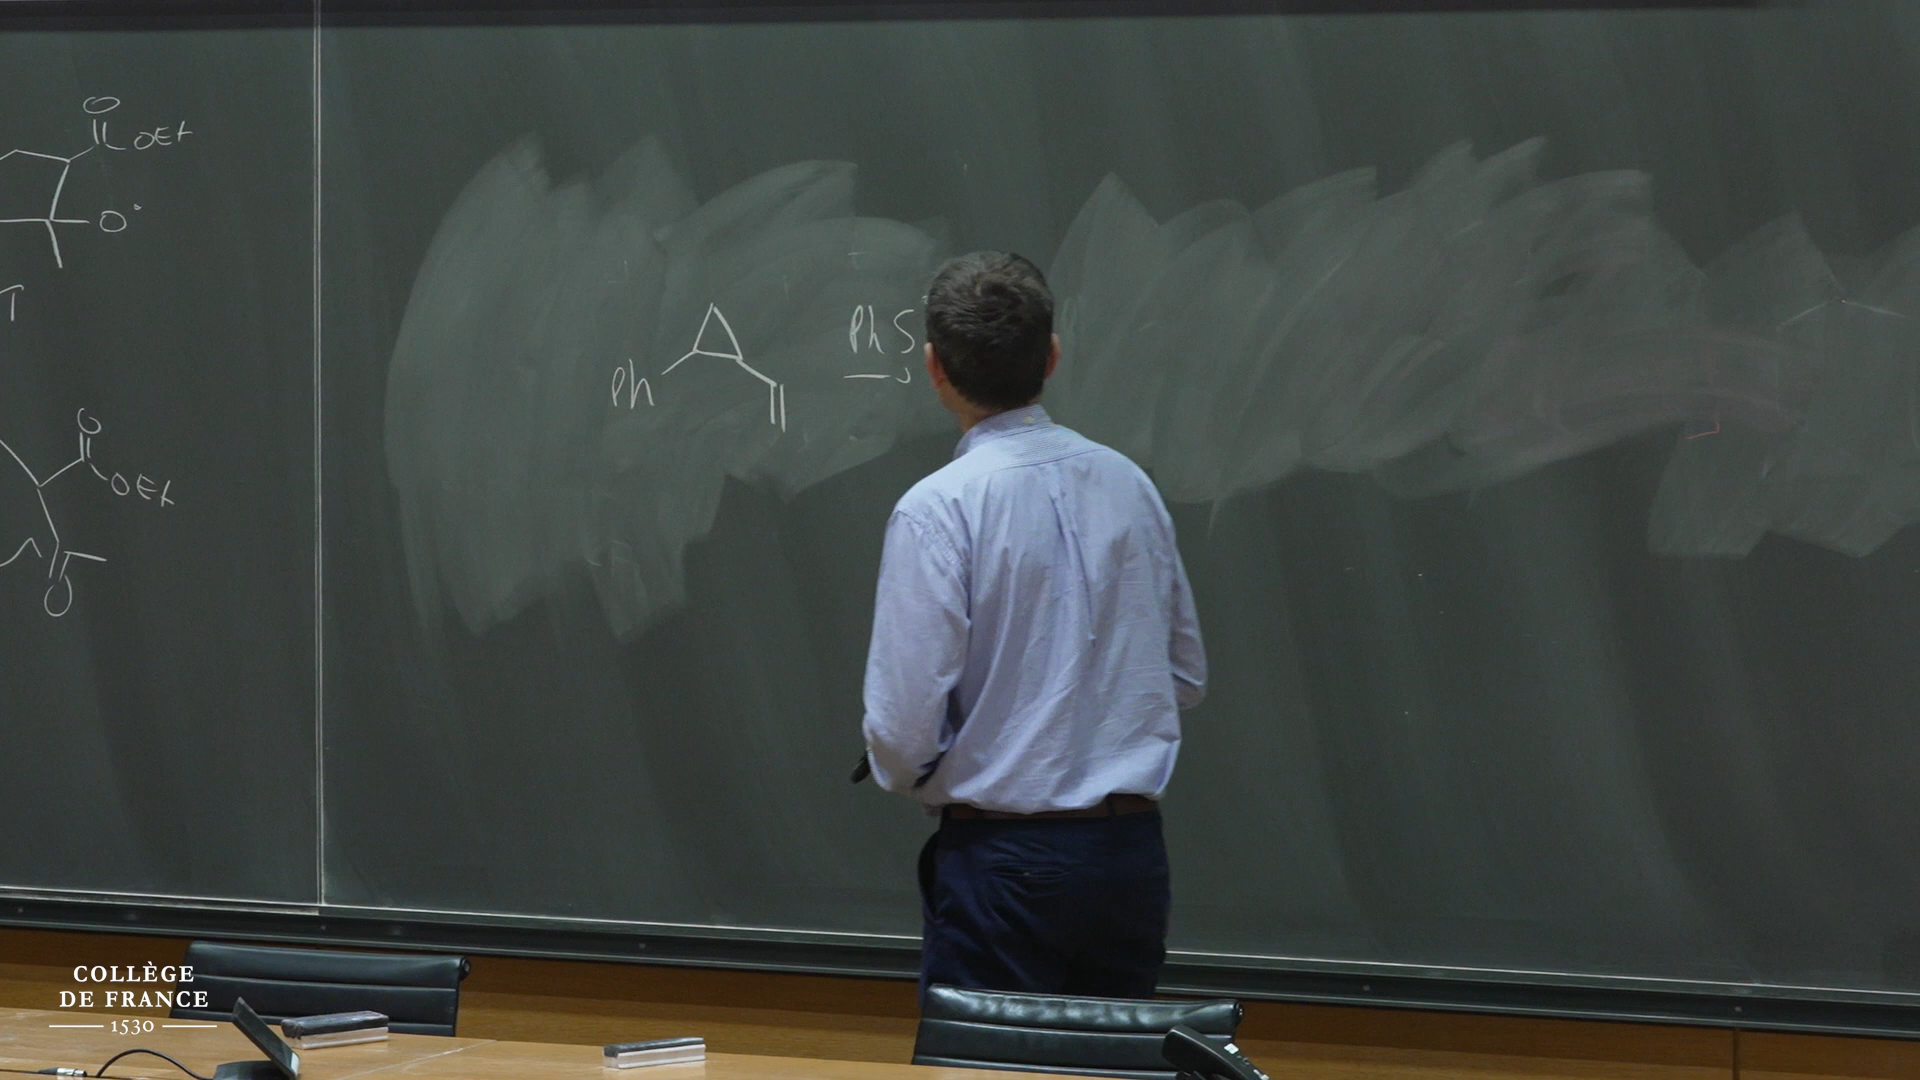 O
OEt
O•
T
Ph
PhS
O
OEt
O
COLLÈGE
DE FRANCE
1530